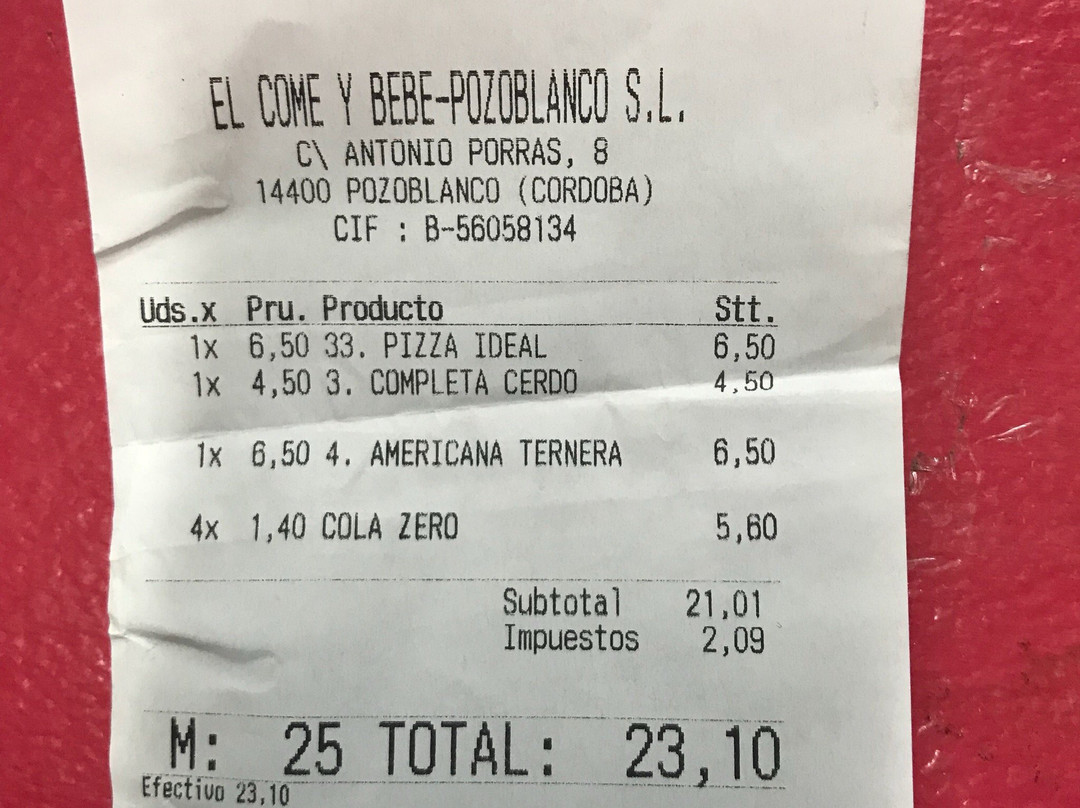 EL COME Y BEBE-POZOBLANCO S.L.
C\ ANTONIO PORRAS, 8
14400 POZOBLANCO (CORDOBA)
CIF : B-56058134
Uds.x Pru. Producto Stt.
1x 6,50 33. PIZZA IDEAL 6,50
1x 4,50 3. COMPLETA CERDO 4,50
1x 6,50 4. AMERICANA TERNERA 6,50
4x 1,40 COLA ZERO 5,60
Subtotal 21,01
Impuestos 2,09
M: 25 TOTAL: 23,10
Efectivo 23,10